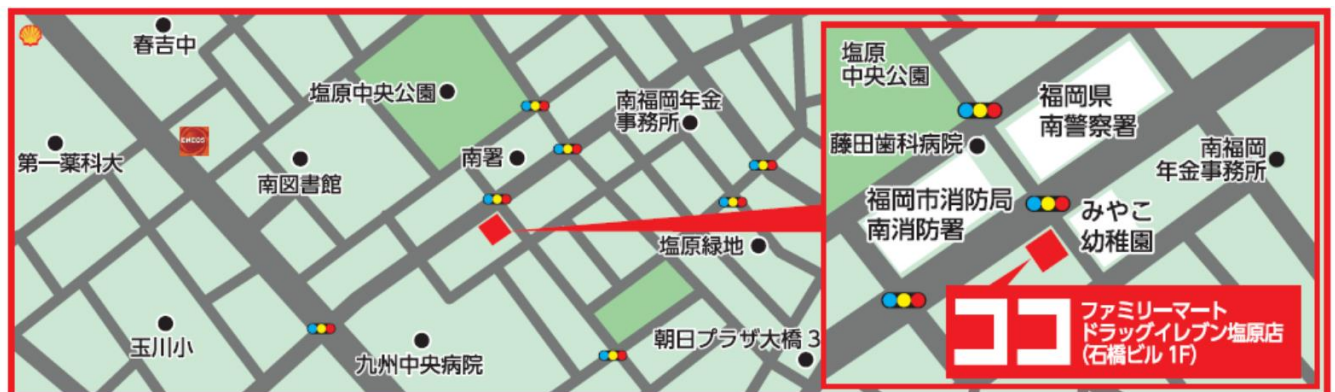 春吉中
塩原中央公園
南福岡年金
事務所
ENEOS
第一薬科大
南図書館
南署
塩原緑地
玉川小
九州中央病院
朝日プラザ大橋3
塩原
中央公園
福岡県
南警察署
藤田歯科病院
南福岡
年金事務所
福岡市消防局
南消防署
みやこ
幼稚園
ココ
ファミリーマート
ドラッグイレブン塩原店
(石橋ビル 1F)